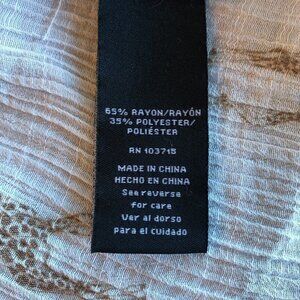 65% RAYON/RAYÓN
35% POLYESTER/
POLIÉSTER
RN 103715
MADE IN CHINA
HECHO EN CHINA
See reverse
for care
Ver al dorso
para el cuidado